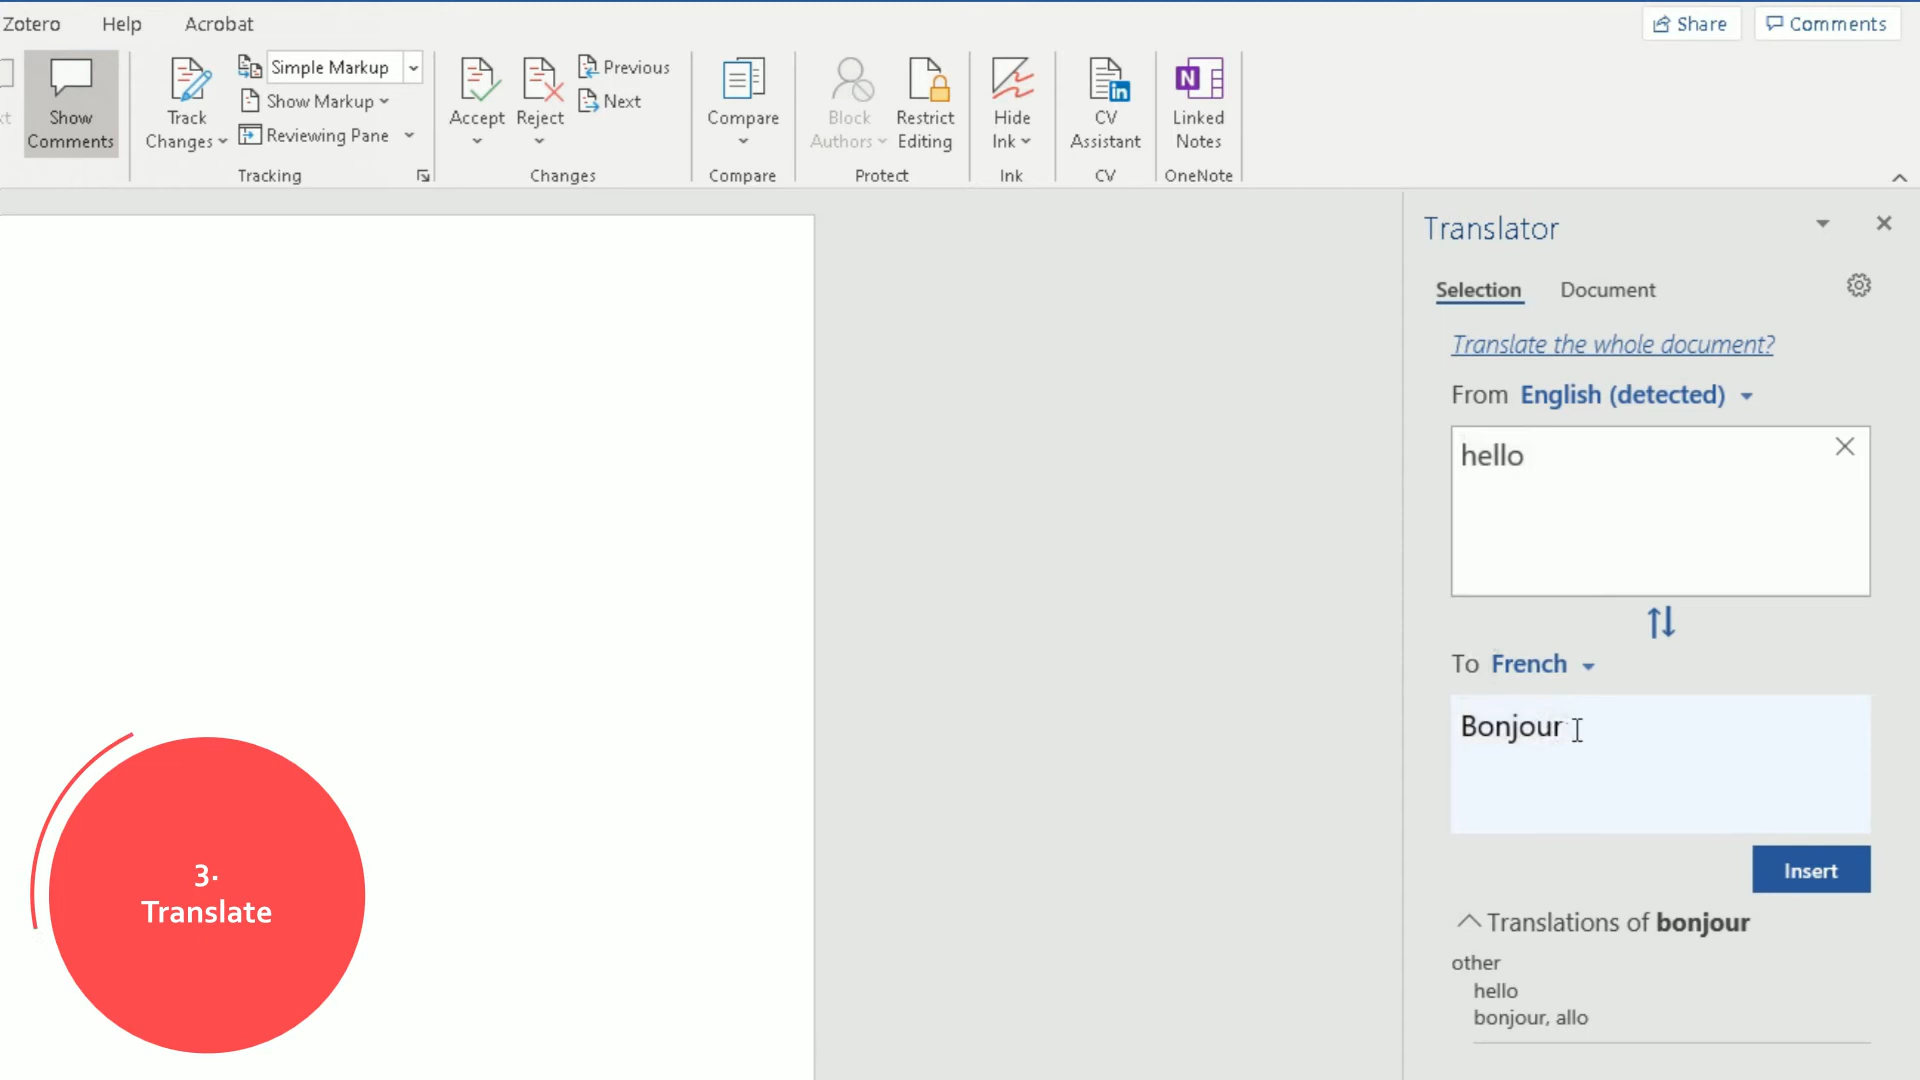 Zotero Help Acrobat
Share Comments
xt
Show
Comments
Track
Changes
Simple Markup
Show Markup
Reviewing Pane
Tracking
Accept
Reject
Previous
Next
Changes
Compare
Compare
Block
Authors
Restrict
Editing
Protect
Hide
Ink
Ink
in
CV
Assistant
CV
N
Linked
Notes
OneNote
Translator
Selection Document
Translate the whole document?
From English (detected)
hello
To French
Bonjour
Insert
Translations of bonjour
other
hello
bonjour, allo
3.
Translate